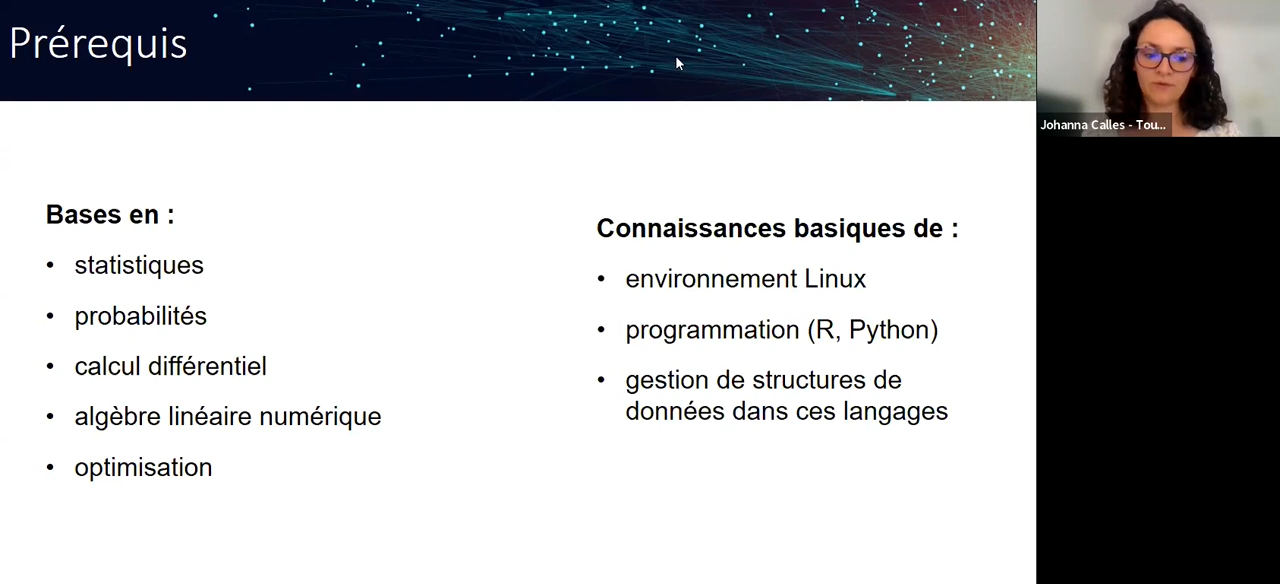 Prérequis
Bases en :
• statistiques
• probabilités
• calcul différentiel
• algèbre linéaire numérique
• optimisation
Connaissances basiques de :
• environnement Linux
• programmation (R, Python)
• gestion de structures de
données dans ces langages
Johanna Calles - Tou...